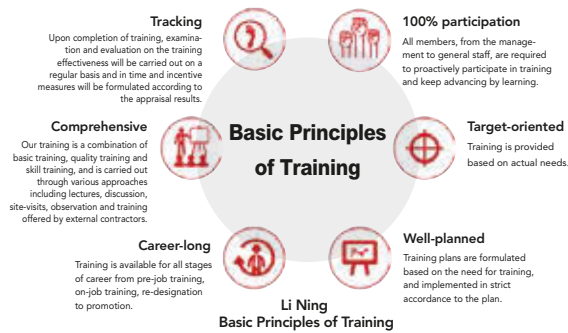 Tracking
Upon completion of training, examina-
tion and evaluation on the training
effectiveness will be carried out on a
regular basis and in time and incentive
measures will be formulated according to
the appraisal results.
100% participation
All members, from the manage-
ment to general staff, are required
to proactively participate in training
and keep advancing by learning.
Comprehensive
Our training is a combination of
basic training, quality training and
skill training, and is carried out
through various approaches
including lectures, discussion,
site-visits, observation and training
offered by external contractors.
Basic Principles
of Training
Target-oriented
Training is provided
based on actual needs.
Career-long
Training is available for all stages
of career from pre-job training,
on-job training, re-designation
to promotion.
Well-planned
Training plans are formulated
based on the need for training,
and implemented in strict
accordance to the plan.
Li Ning
Basic Principles of Training